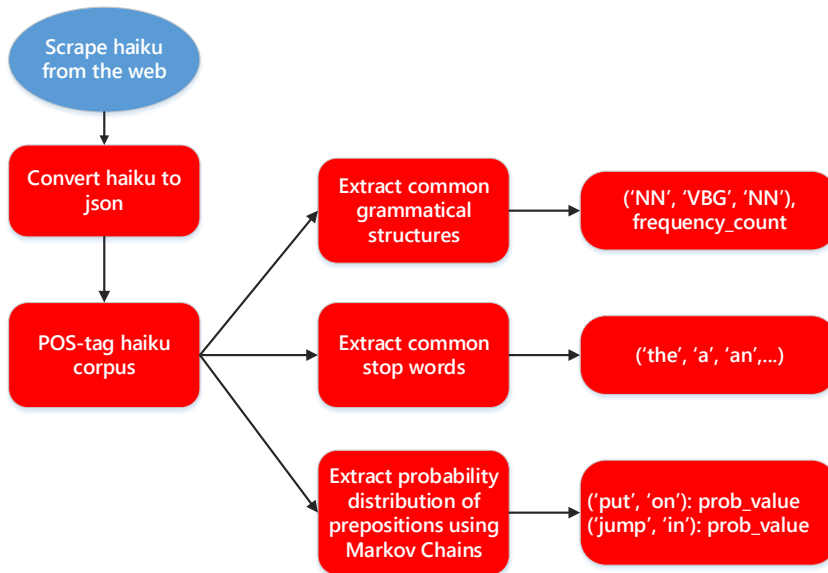 Scrape haiku
from the web
Convert haiku to
json
POS-tag haiku
corpus
Extract common
grammatical
structures
(‘NN’, ‘VBG’, ‘NN’),
frequency_count
Extract common
stop words
(‘the’, ‘a’, ‘an’,...)
Extract probability
distribution of
prepositions using
Markov Chains
(‘put’, ‘on’): prob_value
(‘jump’, ‘in’): prob_value